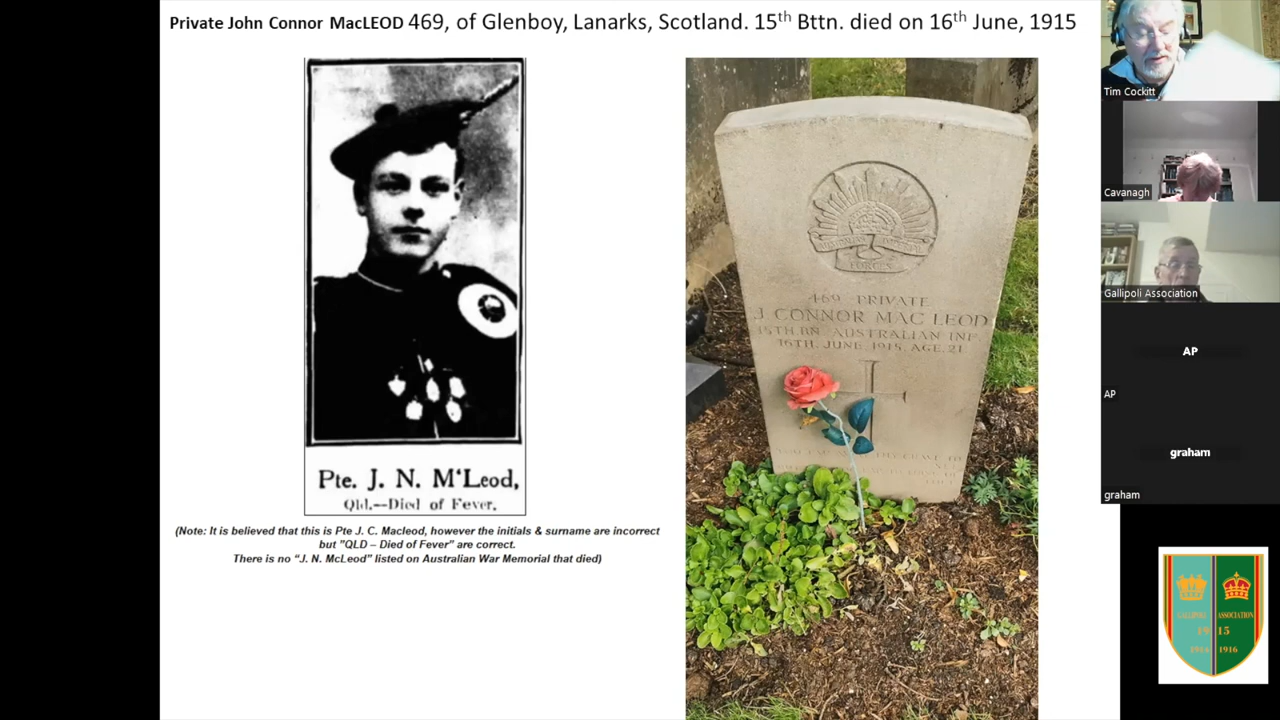 Private John Connor MacLEOD 469, of Glenboy, Lanarks, Scotland. 15th Bttn. died on 16th June, 1915
Pte. J. N. M'Leod,
Qld.—Died of Fever.
(Note: It is believed that this is Pte J. C. Macleod, however the initials & surname are incorrect
but "QLD – Died of Fever" are correct.
There is no "J. N. McLeod" listed on Australian War Memorial that died)
FORCES
469 PRIVATE
J. CONNOR MAC LEOD
15TH BN. AUSTRALIAN INF.
16TH. JUNE 1915. AGE. 21
Tim Cockitt
Cavanagh
Gallipoli Association
AP
AP
graham
graham
GALLIPOLI ASSOCIATION
19 15
1916